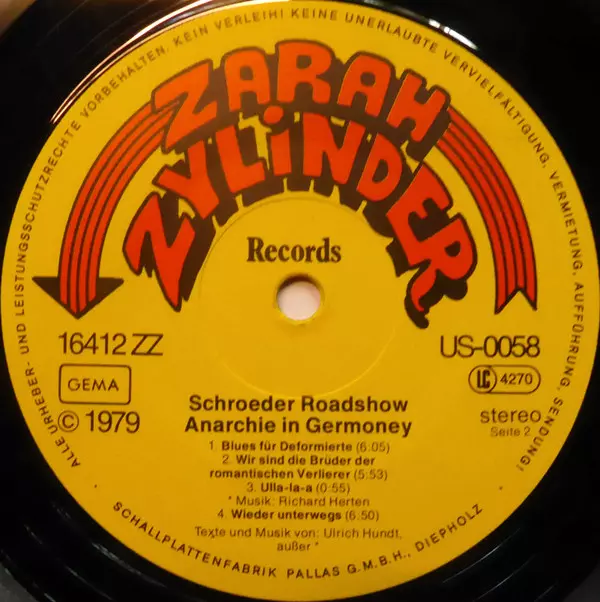 ALLE URHEBER- UND LEISTUNGSSCHUTZRECHTE VORBEHALTEN. KEIN VERLEIH! KEINE UNERLAUBTE VERVIELFÄLTIGUNG, VERMIETUNG, AUFFÜHRUNG, SENDUNG!
ZARAH
ZYLiNDER
Records
16412 ZZ
US-0058
GEMA
LC 4270
© 1979
stereo
Seite 2
Schroeder Roadshow
Anarchie in Germoney
1. Blues für Deformierte (6:05)
2. Wir sind die Brüder der
romantischen Verlierer (5:53)
3. Ulla-la-a (0:55)
* Musik: Richard Herten
4. Wieder unterwegs (6:50)
Texte und Musik von: Ulrich Hundt,
außer *
SCHALLPLATTENFABRIK PALLAS G.M.B.H., DIEPHOLZ